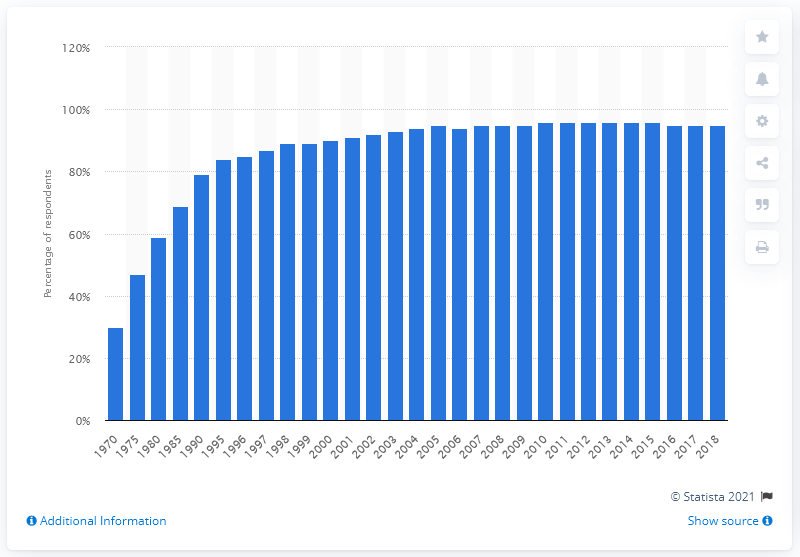 120%
100%
80%
60%
40%
20%
0%
Percentage of respondents
1970 1975 1980 1985 1990 1995 1996 1997 1998 1999 2000 2001 2002 2003 2004 2005 2006 2007 2008 2009 2010 2011 2012 2013 2014 2015 2016 2017 2018
© Statista 2021
Additional Information
Show source